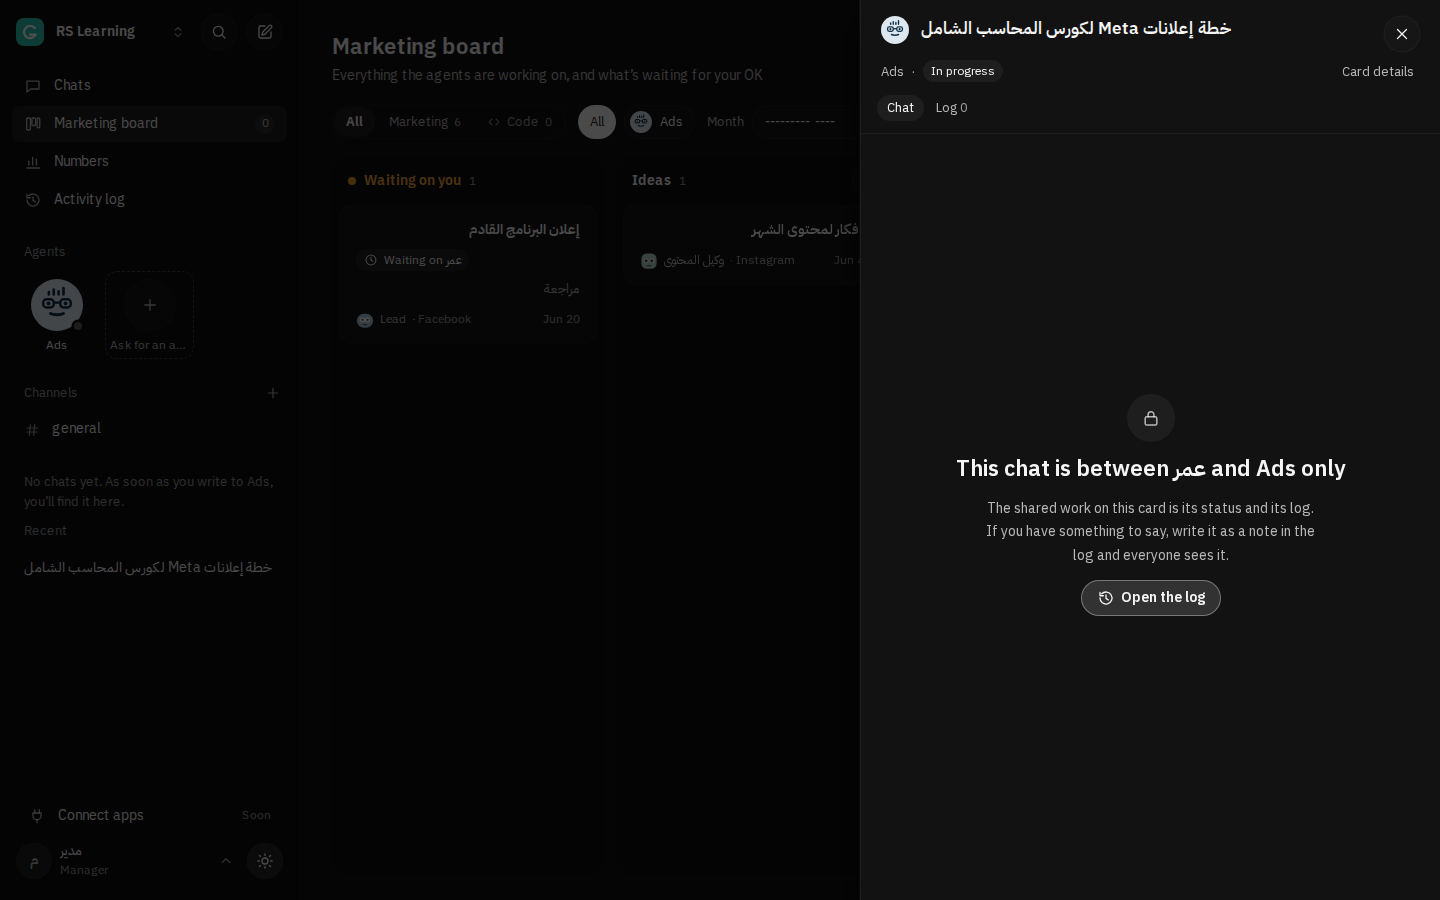 RS Learning
Chats
Marketing board 0
Numbers
Activity log
Agents
Ads
Ask for an a...
Channels
general
No chats yet. As soon as you write to Ads,
you'll find it here.
Recent
خطة إعلانات Meta لكورس المحاسب الشامل
Connect apps Soon
م
مدير
Manager
Marketing board
Everything the agents are working on, and what's waiting for your OK
All Marketing 6 Code 0 All Ads Month --------- ----
Waiting on you 1
إعلان البرنامج القادم
Waiting on عمر
مراجعة
Lead · Facebook Jun 20
Ideas 1
فكار لمحتوى الشهر
وكيل المحتوى · Instagram Jun
خطة إعلانات Meta لكورس المحاسب الشامل
Ads · In progress Card details
Chat Log 0
This chat is between عمر and Ads only
The shared work on this card is its status and its log.
If you have something to say, write it as a note in the
log and everyone sees it.
Open the log